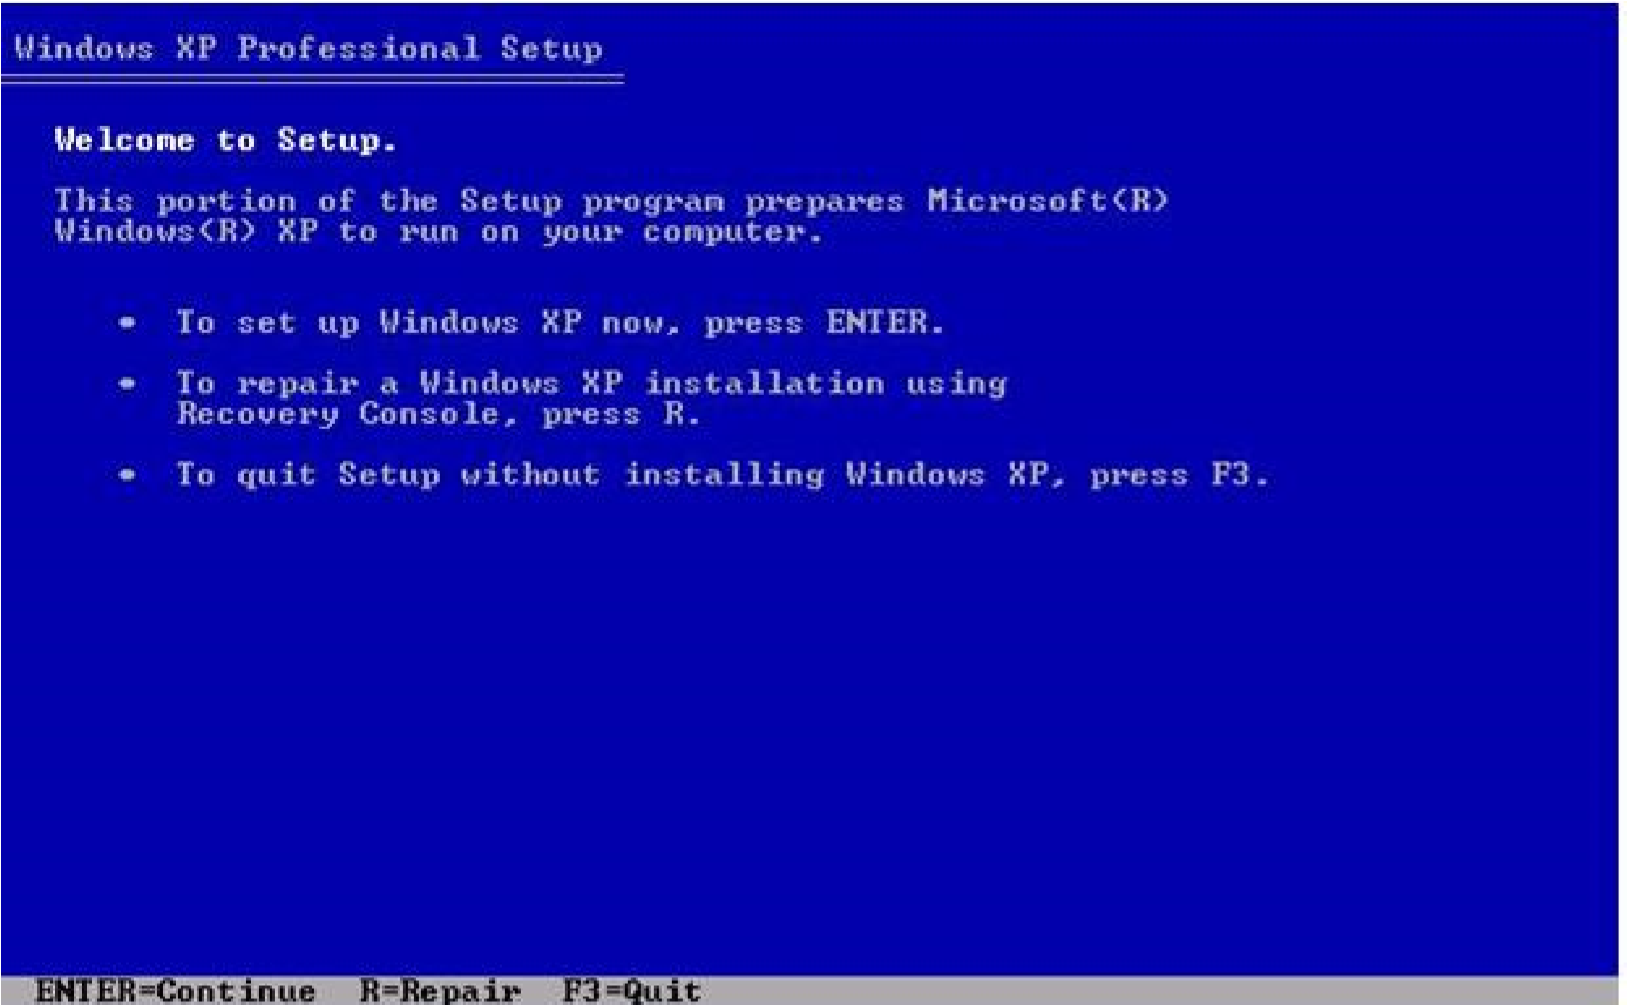 Windows XP Professional Setup
Welcome to Setup.
This portion of the Setup program prepares Microsoft(R)
Windows(R) XP to run on your computer.
• To set up Windows XP now, press ENTER.
• To repair a Windows XP installation using
Recovery Console, press R.
• To quit Setup without installing Windows XP, press F3.
ENTER=Continue R=Repair F3=Quit